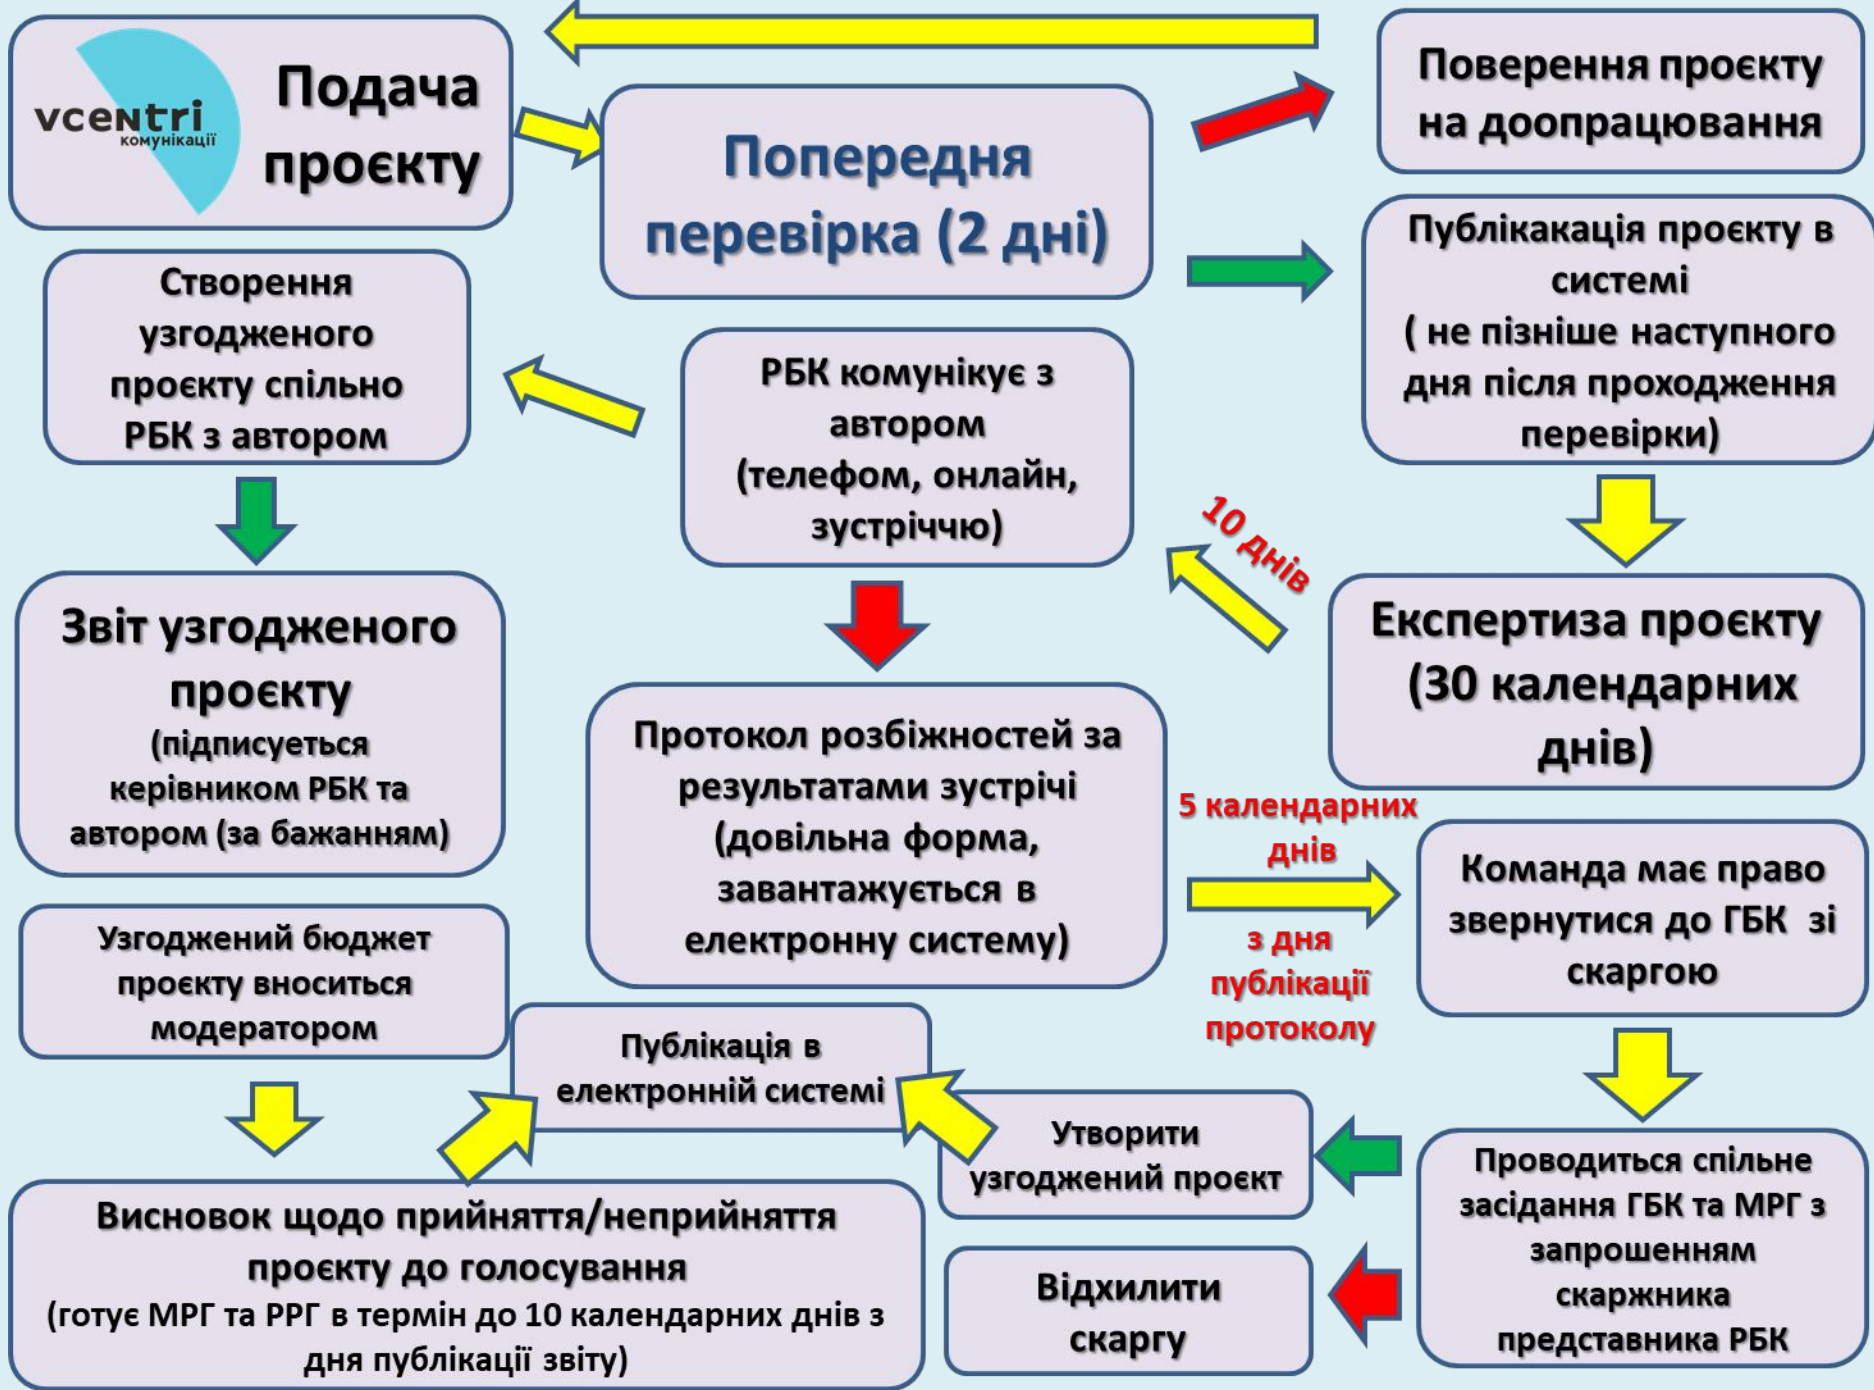 vcentri
комунікації
Подача
проєкту
Попередня
перевірка (2 дні)
Поверення проєкту
на доопрацювання
Публікакація проєкту в
системі
( не пізніше наступного
дня після проходження
перевірки)
Створення
узгодженого
проєкту спільно
РБК з автором
РБК комунікує з
автором
(телефом, онлайн,
зустріччю)
10 днів
Експертиза проєкту
(30 календарних
днів)
Звіт узгодженого
проєкту
(підписуеться
керівником РБК та
автором (за бажанням)
Протокол розбіжностей за
результатами зустрічі
(довільна форма,
завантажується в
електронну систему)
5 календарних
днів
з дня
публікації
протоколу
Команда має право
звернутися до ГБК зі
скаргою
Узгоджений бюджет
проєкту вноситься
модератором
Публікація в
електронній системі
Утворити
узгоджений проєкт
Проводиться спільне
засідання ГБК та МРГ з
запрошенням
скаржника
представника РБК
Висновок щодо прийняття/неприйняття
проєкту до голосування
(готує МРГ та РРГ в термін до 10 календарних днів з
дня публікації звіту)
Відхилити
скаргу